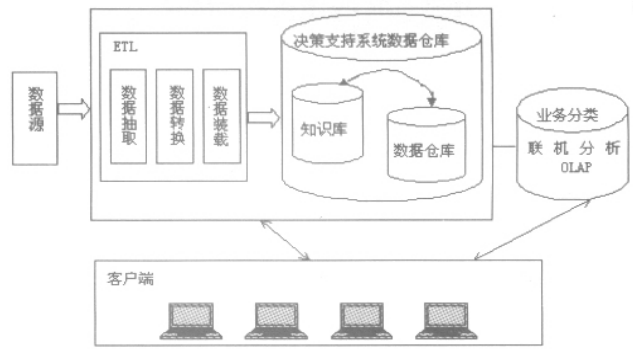 数据源
ETL
数据抽取
数据转换
数据装载
决策支持系统数据仓库
知识库
数据仓库
业务分类
联机分析
OLAP
客户端